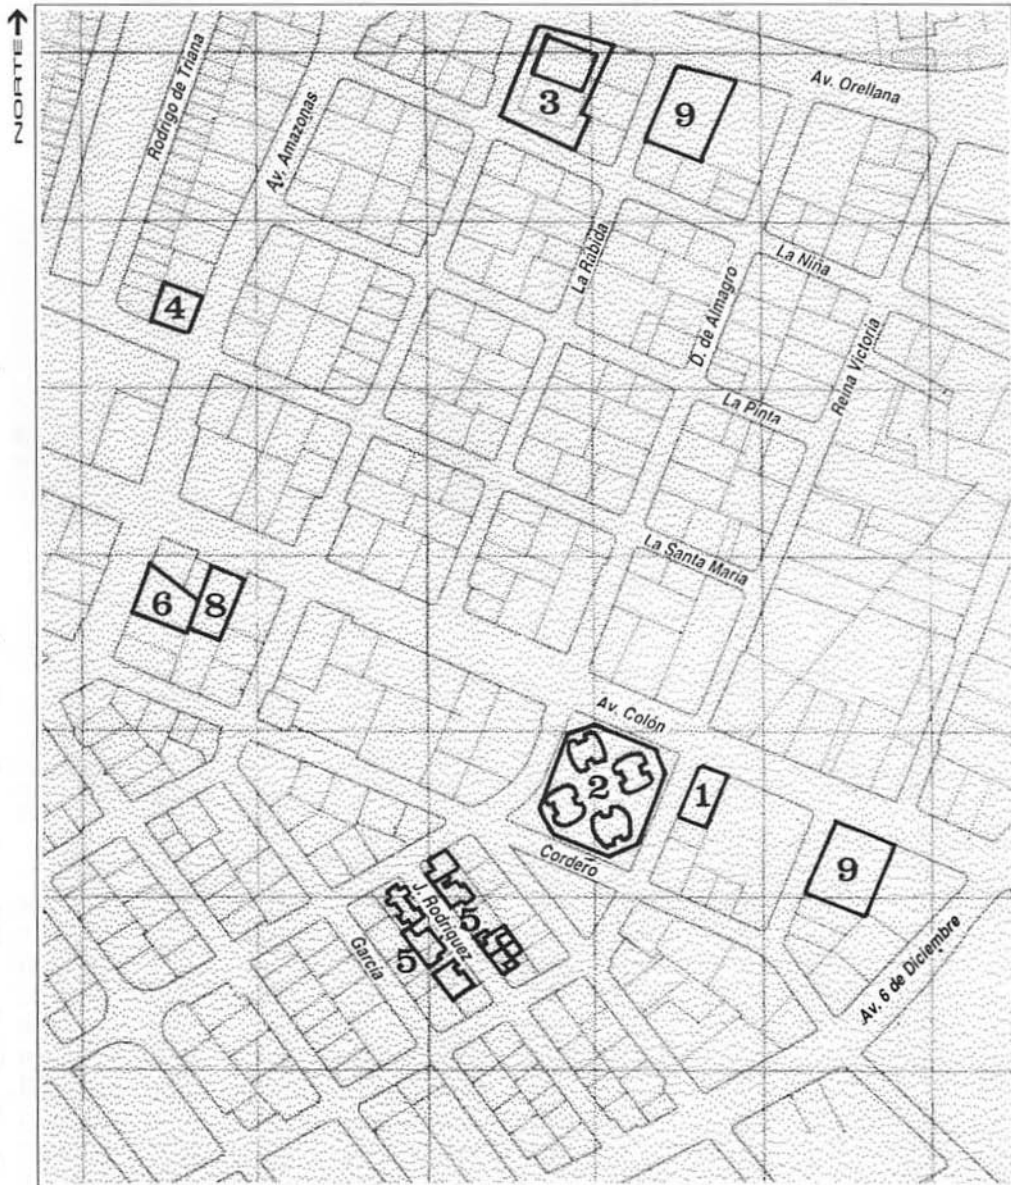 NORTE
Rodrigo de Triana
Av. Amazonas
3
9
Av. Orellana
La Rábida
La Niña
D. de Almagro
4
Reina Victoria
La Pinta
La Santa María
6
8
Av. Colón
2
1
Cordero
9
J. Rodríguez
5
5
García
Av. 6 de Diciembre